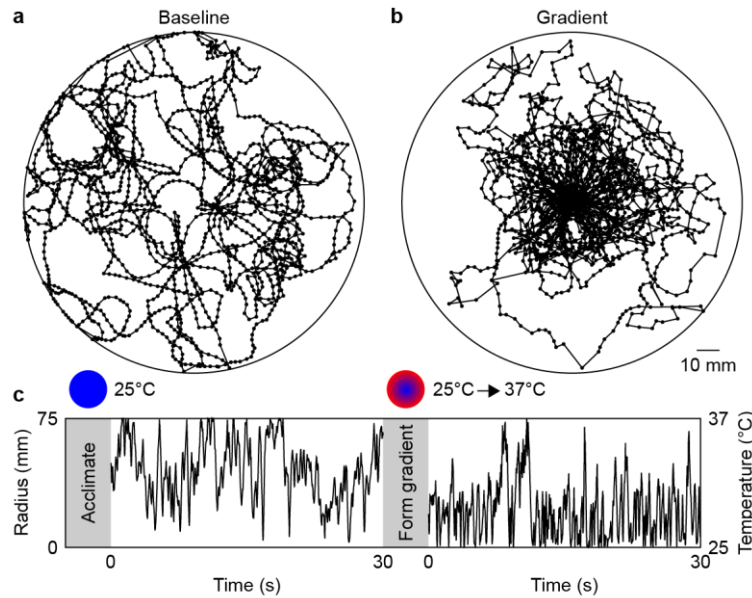 a Baseline
b Gradient
10 mm
25°C
25°C → 37°C
c
75
Radius (mm)
0
Acclimate
Form gradient
37
Temperature (°C)
25
0 30 0 30
Time (s) Time (s)